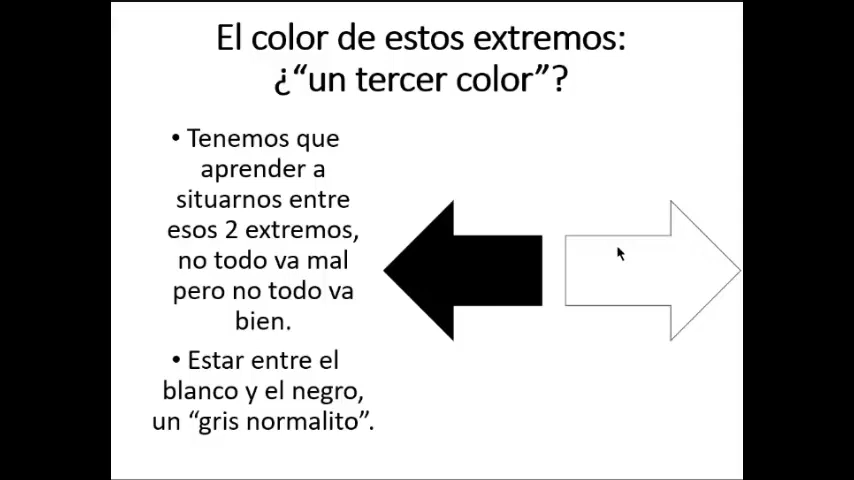 El color de estos extremos:
¿“un tercer color”?
• Tenemos que
aprender a
situarnos entre
esos 2 extremos,
no todo va mal
pero no todo va
bien.
• Estar entre el
blanco y el negro,
un “gris normalito”.